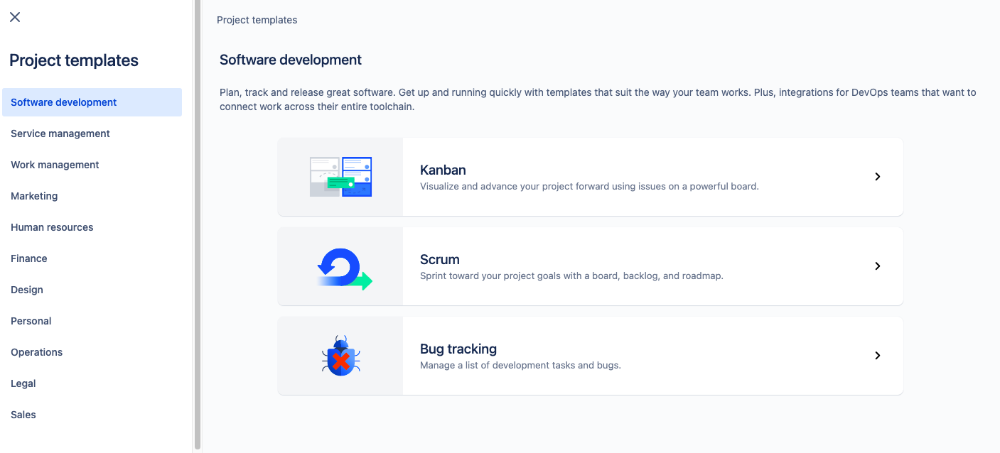 Project templates
Software development
Service management
Work management
Marketing
Human resources
Finance
Design
Personal
Operations
Legal
Sales
Project templates
Software development
Plan, track and release great software. Get up and running quickly with templates that suit the way your team works. Plus, integrations for DevOps teams that want to
connect work across their entire toolchain.
Kanban
Visualize and advance your project forward using issues on a powerful board.
Scrum
Sprint toward your project goals with a board, backlog, and roadmap.
Bug tracking
Manage a list of development tasks and bugs.